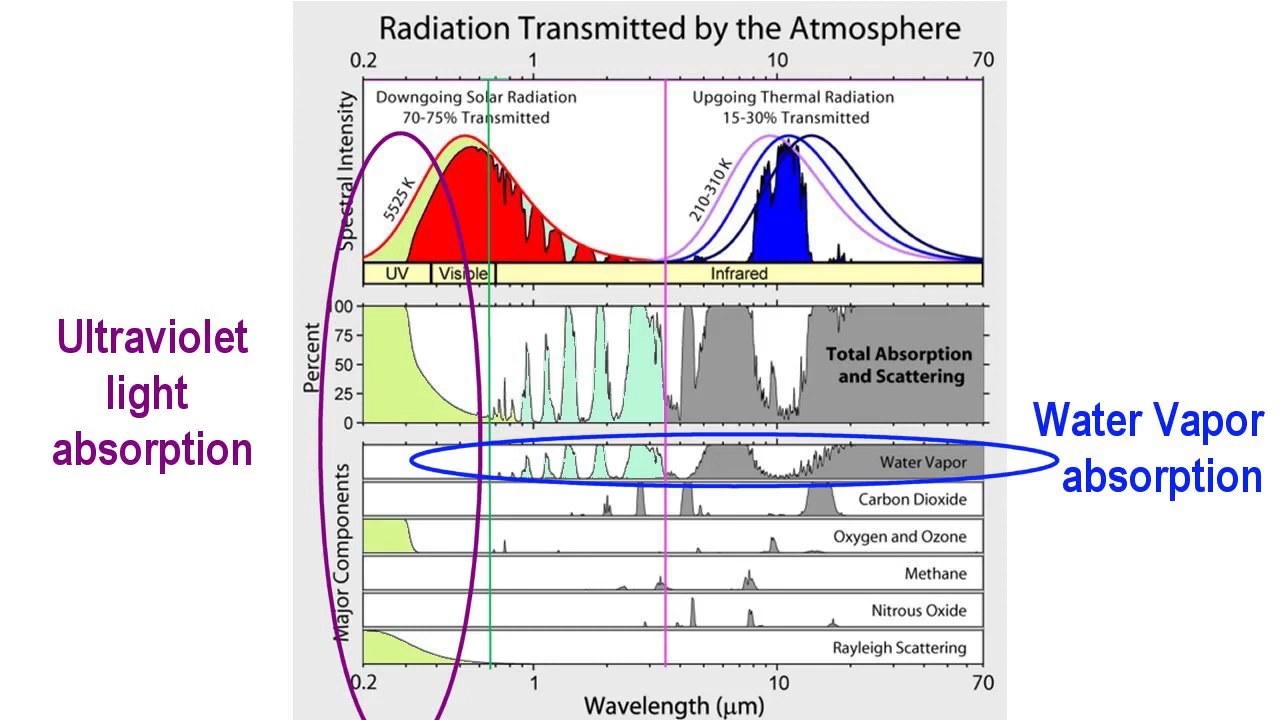 Radiation Transmitted by the Atmosphere
0.2 1 10 70
Downgoing Solar Radiation
70-75% Transmitted
Upgoing Thermal Radiation
15-30% Transmitted
Spectral Intensity
5525 K
210-310 K
UV Visible Infrared
Percent
100
75
50
25
0
Total Absorption
and Scattering
Ultraviolet
light
absorption
Water Vapor
absorption
Major Components
Water Vapor
Carbon Dioxide
Oxygen and Ozone
Methane
Nitrous Oxide
Rayleigh Scattering
0.2 1 10 70
Wavelength (μm)